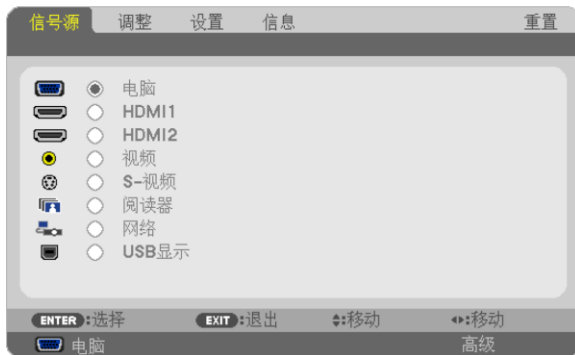 信号源 调整 设置 信息 重置
电脑
HDMI1
HDMI2
视频
S-视频
阅读器
网络
USB显示
ENTER:选择 EXIT:退出 :移动 :移动
电脑 高级